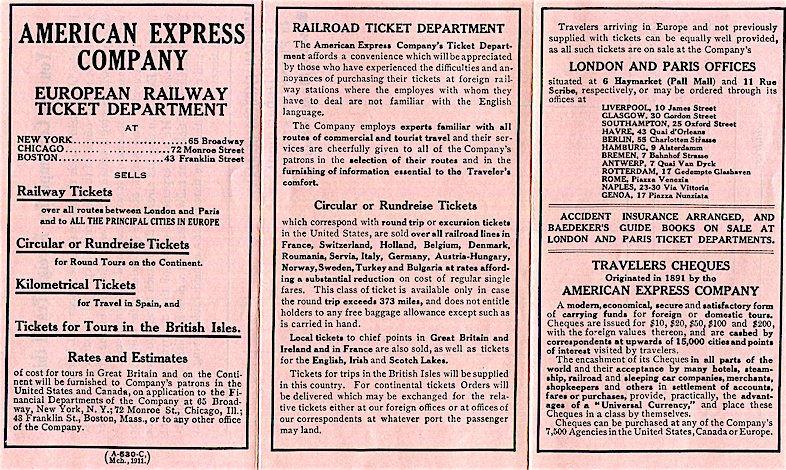 AMERICAN EXPRESS
COMPANY
EUROPEAN RAILWAY
TICKET DEPARTMENT
AT
NEW YORK..............................65 Broadway
CHICAGO..........................72 Monroe Street
BOSTON..........................43 Franklin Street
SELLS
Railway Tickets
over all routes between London and Paris
and to ALL THE PRINCIPAL CITIES IN EUROPE
Circular or Rundreise Tickets
for Round Tours on the Continent.
Kilometrical Tickets
for Travel in Spain, and
Tickets for Tours in the British Isles.
Rates and Estimates
of cost for tours in Great Britain and on the Conti-
nent will be furnished to Company's patrons in the
United States and Canada, on application to the Fi-
nancial Departments of the Company at 65 Broad-
way, New York, N. Y.; 72 Monroe St., Chicago, Ill.;
43 Franklin St., Boston, Mass., or to any other office
of the Company.
(A-530-C.
Mch., 1911.)
RAILROAD TICKET DEPARTMENT
The American Express Company's Ticket Depart-
ment affords a convenience which will be appreciated
by those who have experienced the difficulties and an-
noyances of purchasing their tickets at foreign rail-
way stations where the employes with whom they
have to deal are not familiar with the English
language.
The Company employs experts familiar with all
routes of commercial and tourist travel and their ser-
vices are cheerfully given to all of the Company's
patrons in the selection of their routes and in the
furnishing of information essential to the Traveler's
comfort.
Circular or Rundreise Tickets
which correspond with round trip or excursion tickets
in the United States, are sold over all railroad lines in
France, Switzerland, Holland, Belgium, Denmark,
Roumania, Servia, Italy, Germany, Austria-Hungary,
Norway, Sweden, Turkey and Bulgaria at rates afford-
ing a substantial reduction on cost of regular single
fares. This class of ticket is available only in case
the round trip exceeds 373 miles, and does not entitle
holders to any free baggage allowance except such as
is carried in hand.
Local tickets to chief points in Great Britain and
Ireland and in France are also sold, as well as tickets
for the English, Irish and Scotch Lakes.
Tickets for trips in the British Isles will be supplied
in this country. For continental tickets Orders will
be delivered which may be exchanged for the rela-
tive tickets either at our foreign offices or at offices of
our correspondents at whatever port the passenger
may land.
Travelers arriving in Europe and not previously
supplied with tickets can be equally well provided,
as all such tickets are on sale at the Company's
LONDON AND PARIS OFFICES
situated at 6 Haymarket (Pall Mall) and 11 Rue
Scribe, respectively, or may be ordered through its
offices at
LIVERPOOL, 10 James Street
GLASGOW, 30 Gordon Street
SOUTHAMPTON, 25 Oxford Street
HAVRE, 43 Quai d'Orleans
BERLIN, 55 Charlotten Strasse
HAMBURG, 9 Alsterdamm
BREMEN, 7 Bahnhof Strasse
ANTWERP, 7 Quai Van Dyck
ROTTERDAM, 17 Gedempte Glashaven
ROME, Piazza Venezia
NAPLES, 23-30 Via Vittoria
GENOA, 17 Piazza Nunziata
ACCIDENT INSURANCE ARRANGED, AND
BAEDEKER'S GUIDE BOOKS ON SALE AT
LONDON AND PARIS TICKET DEPARTMENTS.
TRAVELERS CHEQUES
Originated in 1891 by the
AMERICAN EXPRESS COMPANY
A modern, economical, secure and satisfactory form
of carrying funds for foreign or domestic tours.
Cheques are issued for $10, $20, $50, $100 and $200,
with the foreign values thereon, and are cashed by
correspondents at upwards of 15,000 cities and points
of interest visited by travelers.
The encashment of its Cheques in all parts of the
world and their acceptance by many hotels, steam-
ship, railroad and sleeping car companies, merchants,
shopkeepers and others in settlement of accounts,
fares or purchases, provide, practically, the advant-
ages of a "Universal Currency," and place these
Cheques in a class by themselves.
Cheques can be purchased at any of the Company's
7,500 Agencies in the United States, Canada or Europe.